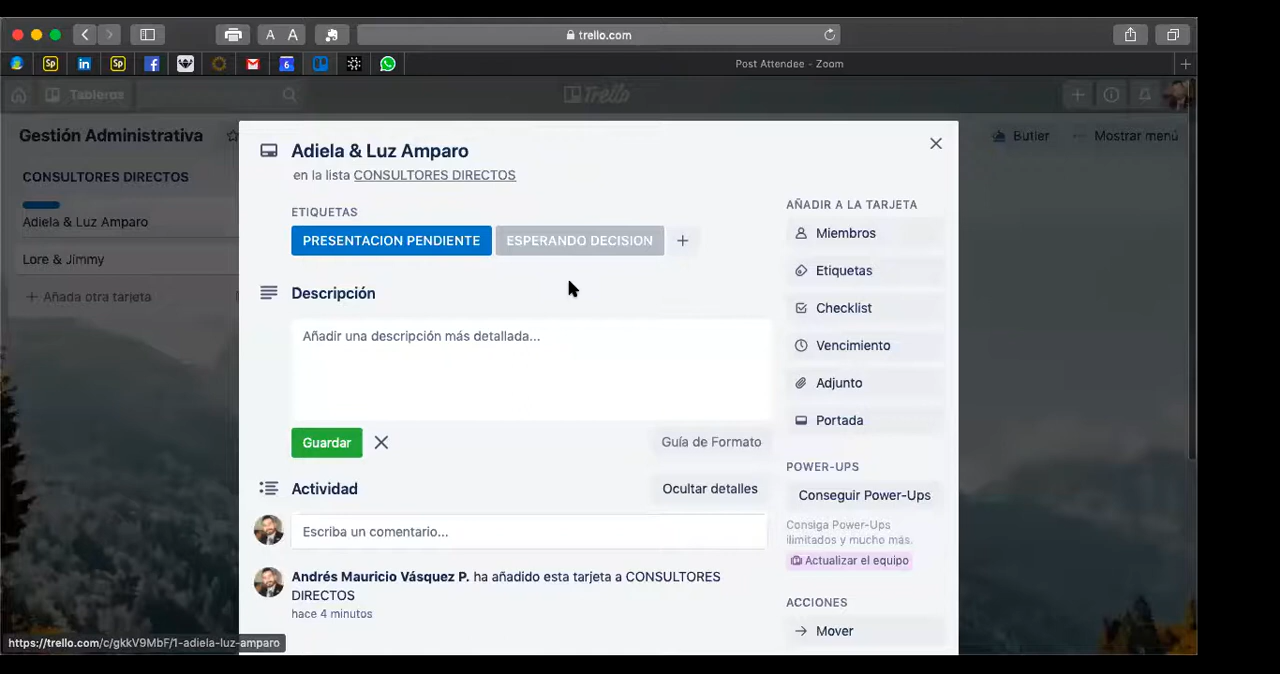 A A
trello.com
Sp
in
Sp
6
Post Attendee - Zoom
Tableros
Trello
Gestión Administrativa
Butler
Mostrar menú
CONSULTORES DIRECTOS
Adiela & Luz Amparo
Lore & Jimmy
Añada otra tarjeta
Adiela & Luz Amparo
en la lista CONSULTORES DIRECTOS
ETIQUETAS
PRESENTACION PENDIENTE
ESPERANDO DECISION
Descripción
Añadir una descripción más detallada...
Guardar
Guía de Formato
Actividad
Ocultar detalles
Escriba un comentario...
Andrés Mauricio Vásquez P. ha añadido esta tarjeta a CONSULTORES
DIRECTOS
hace 4 minutos
AÑADIR A LA TARJETA
Miembros
Etiquetas
Checklist
Vencimiento
Adjunto
Portada
POWER-UPS
Conseguir Power-Ups
Consiga Power-Ups
ilimitados y mucho más.
Actualizar el equipo
ACCIONES
Mover
https://trello.com/c/gkkV9MbF/1-adiela-luz-amparo